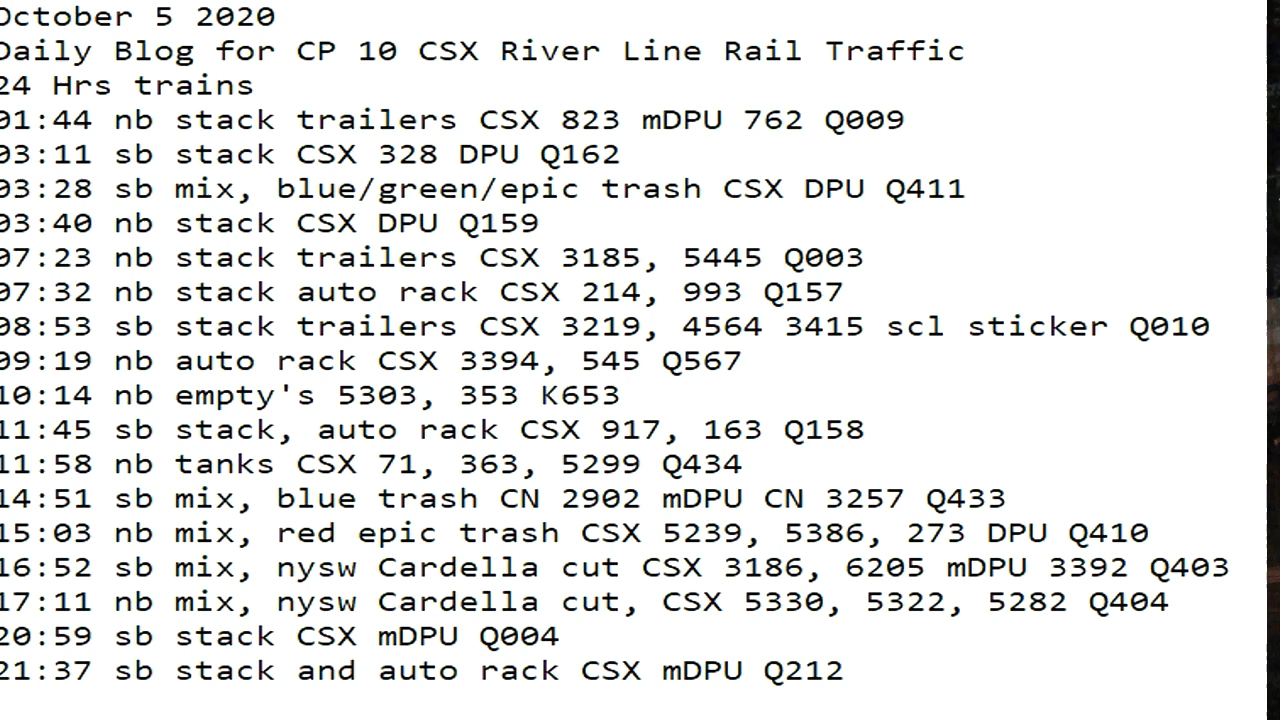 October 5 2020
Daily Blog for CP 10 CSX River Line Rail Traffic
24 Hrs trains
01:44 nb stack trailers CSX 823 mDPU 762 Q009
03:11 sb stack CSX 328 DPU Q162
03:28 sb mix, blue/green/epic trash CSX DPU Q411
03:40 nb stack CSX DPU Q159
07:23 nb stack trailers CSX 3185, 5445 Q003
07:32 nb stack auto rack CSX 214, 993 Q157
08:53 sb stack trailers CSX 3219, 4564 3415 scl sticker Q010
09:19 nb auto rack CSX 3394, 545 Q567
10:14 nb empty's 5303, 353 K653
11:45 sb stack, auto rack CSX 917, 163 Q158
11:58 nb tanks CSX 71, 363, 5299 Q434
14:51 sb mix, blue trash CN 2902 mDPU CN 3257 Q433
15:03 nb mix, red epic trash CSX 5239, 5386, 273 DPU Q410
16:52 sb mix, nysw Cardella cut CSX 3186, 6205 mDPU 3392 Q403
17:11 nb mix, nysw Cardella cut, CSX 5330, 5322, 5282 Q404
20:59 sb stack CSX mDPU Q004
21:37 sb stack and auto rack CSX mDPU Q212